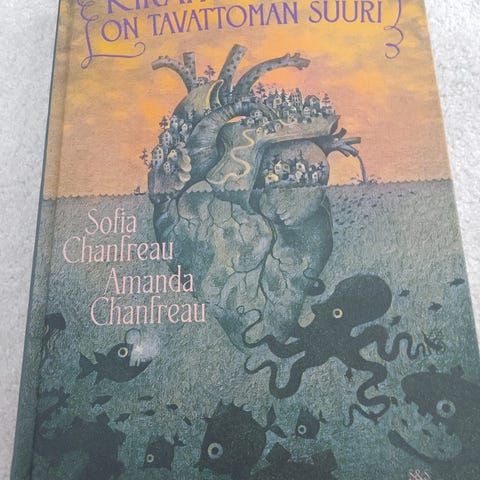 ON TAVATTOMAN SUURI
Sofia
Chanfreau
Amanda
Chanfreau
S&S